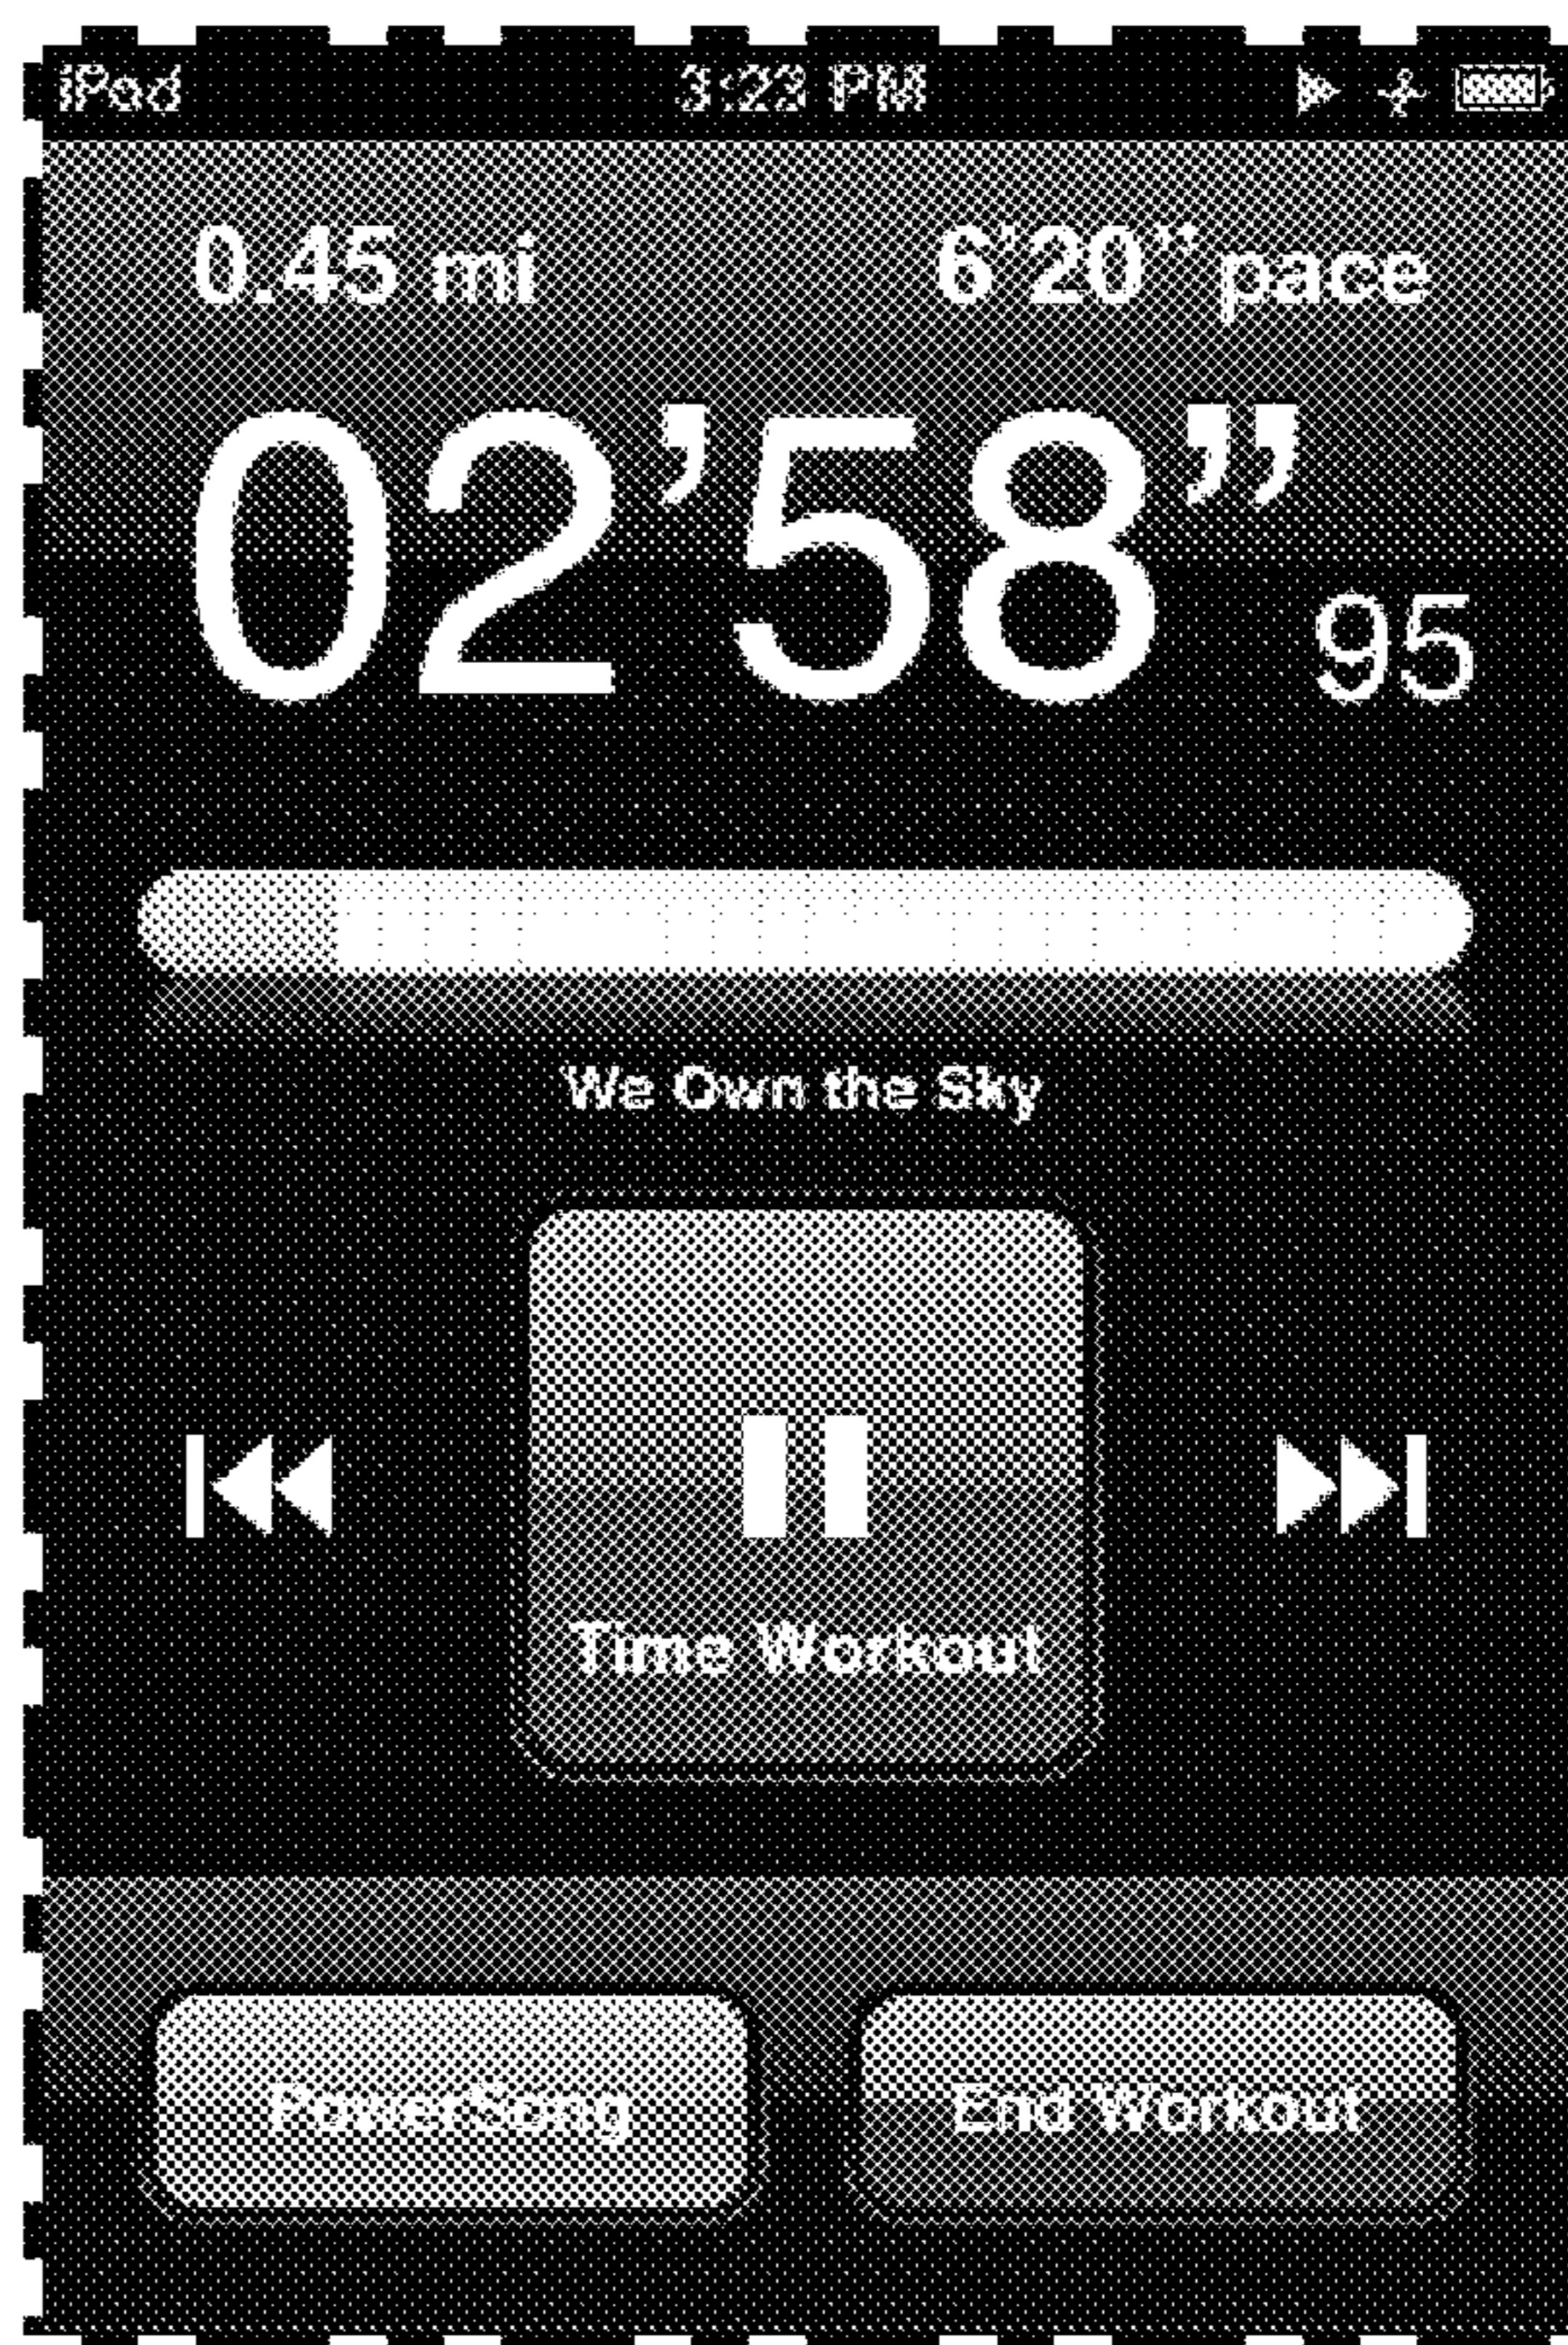 iPod 3:23 PM
0.45 mi 6'20" pace
02'58" 95
We Own the Sky
Time Workout
PowerSong End Workout